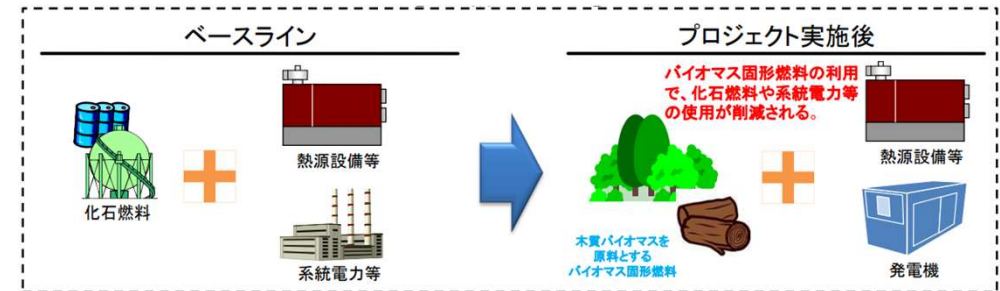 ベースライン
化石燃料
熱源設備等
系統電力等
プロジェクト実施後
バイオマス固形燃料の利用
で、化石燃料や系統電力等
の使用が削減される。
木質バイオマスを
原料とする
バイオマス固形燃料
熱源設備等
発電機